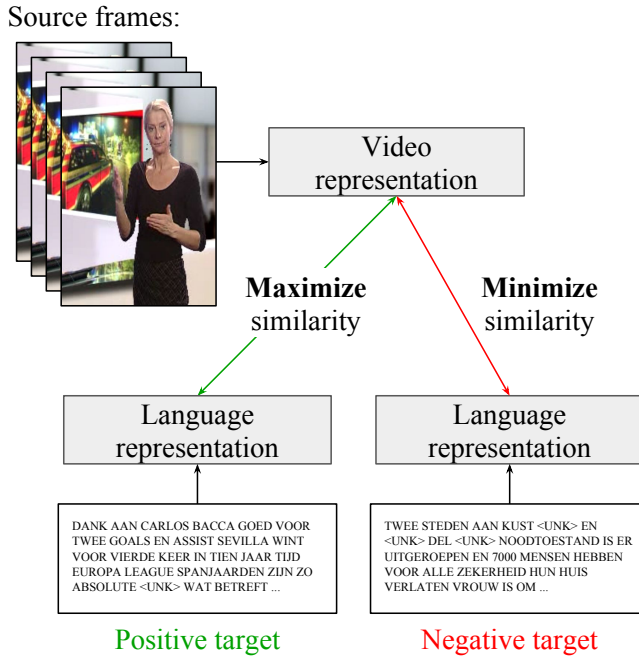 Source frames:
Video
representation
Maximize
similarity
Minimize
similarity
Language
representation
Language
representation
DANK AAN CARLOS BACCA GOED VOOR
TWEE GOALS EN ASSIST SEVILLA WINT
VOOR VIERDE KEER IN TIEN JAAR TIJD
EUROPA LEAGUE SPANJAARDEN ZIJN ZO
ABSOLUTE <UNK> WAT BETREFT ...
TWEE STEDEN AAN KUST <UNK> EN
<UNK> DEL <UNK> NOODTOESTAND IS ER
UITGEROEPEN EN 7000 MENSEN HEBBEN
VOOR ALLE ZEKERHEID HUN HUIS
VERLATEN VROUW IS OM ...
Positive target
Negative target